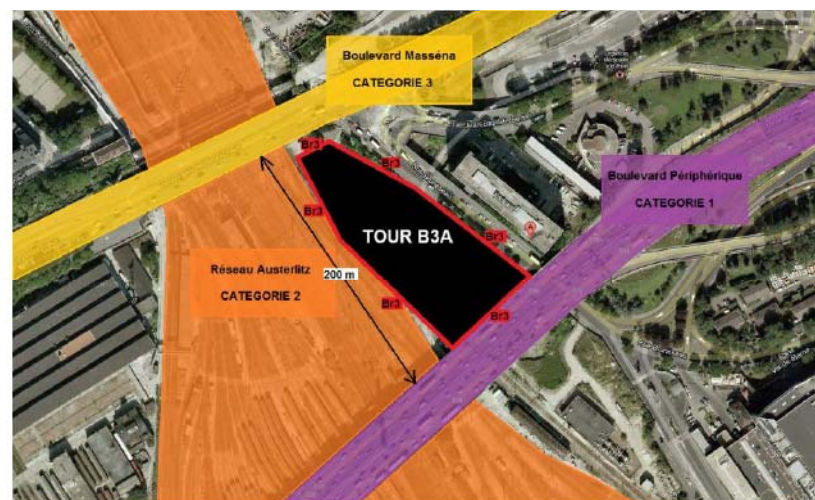 Boulevard Masséna
CATEGORIE 3
Br3
Br3
Boulevard Périphérique
CATEGORIE 1
Br3
TOUR B3A
Br3
Réseau Austerlitz
CATEGORIE 2
200 m
Br3
Br3